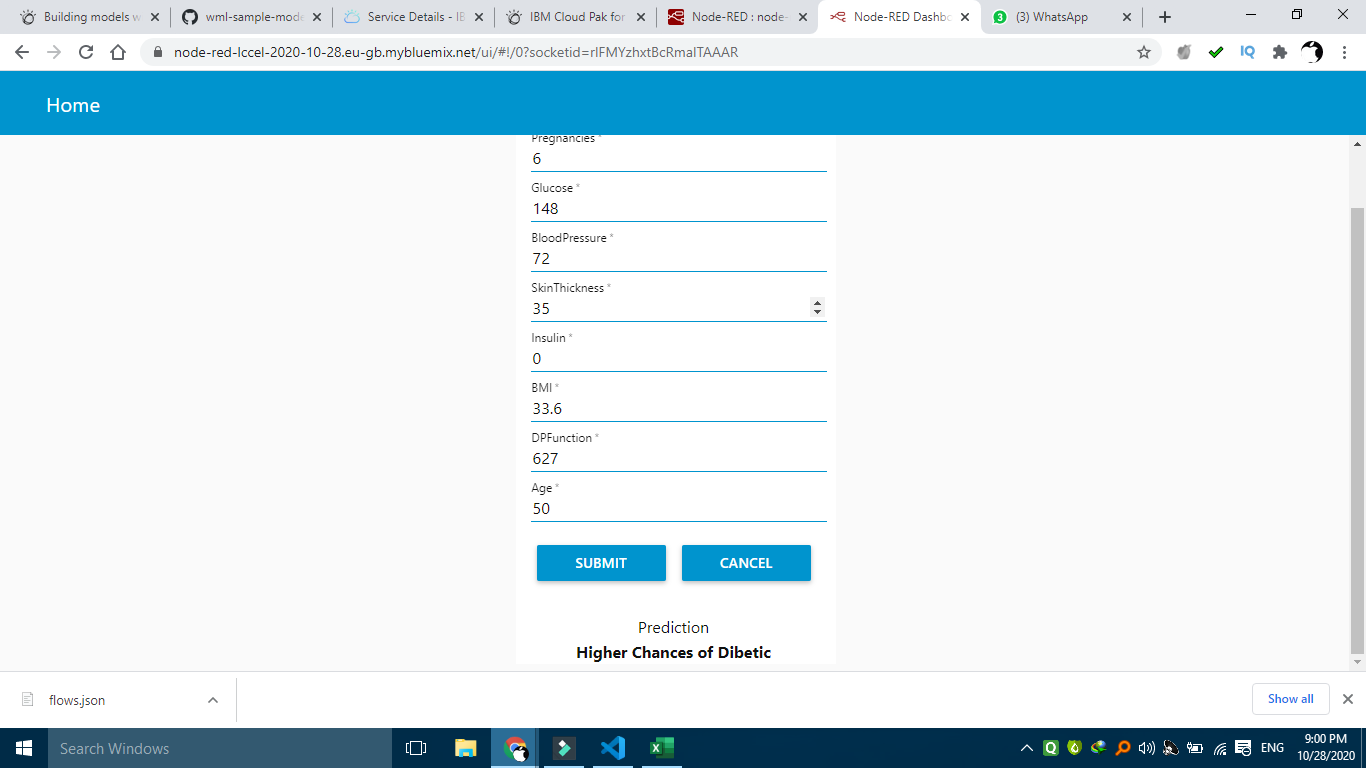 Building models w
wml-sample-mode
Service Details - IB
IBM Cloud Pak for
Node-RED : node-
Node-RED Dashbo
(3) WhatsApp
node-red-lccel-2020-10-28.eu-gb.mybluemix.net/ui/#!/0?socketid=rlFMYzhxtBcRmalTAAAR
Home
Pregnancies *
6
Glucose *
148
BloodPressure *
72
SkinThickness *
35
Insulin *
0
BMI *
33.6
DPFunction *
627
Age *
50
SUBMIT CANCEL
Prediction
Higher Chances of Dibetic
flows.json
Show all
Search Windows
ENG
9:00 PM
10/28/2020